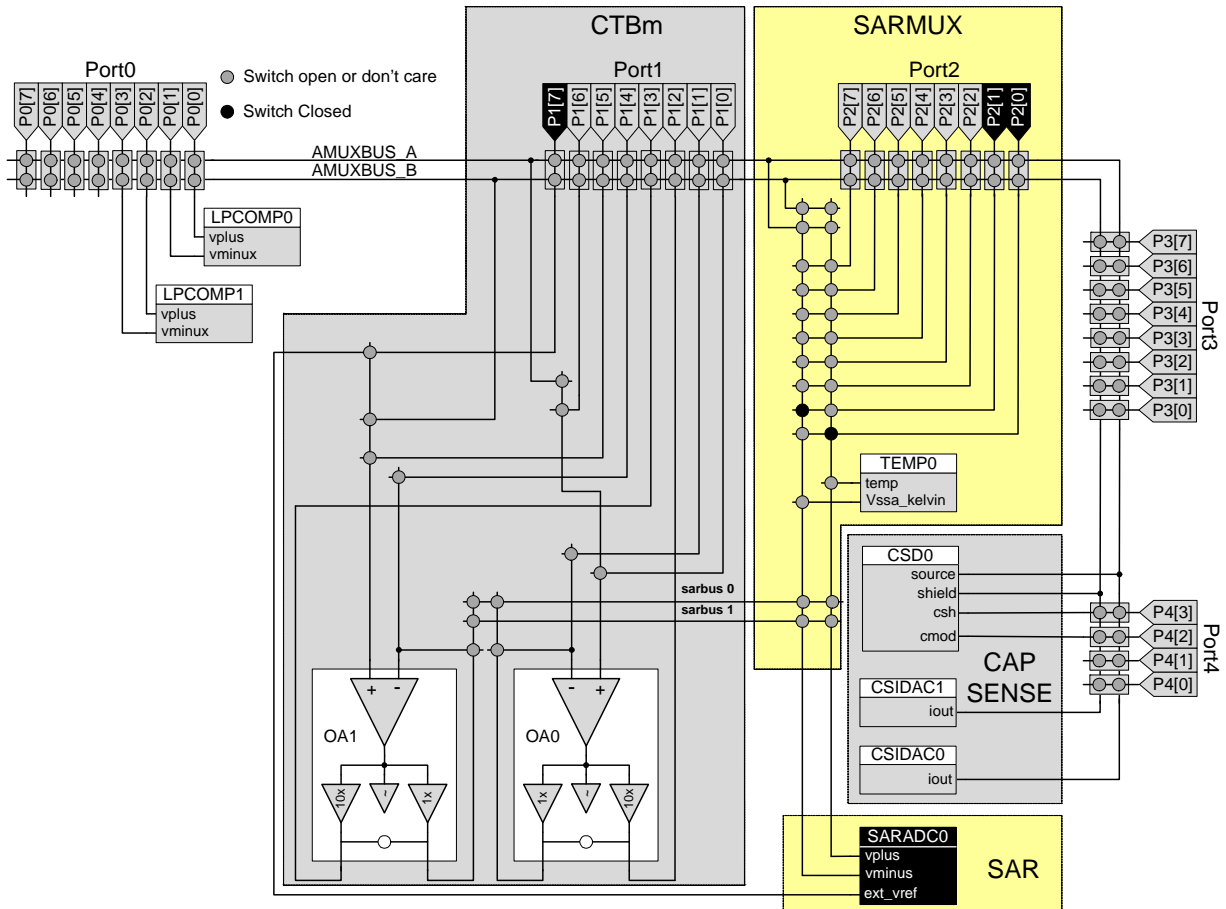 CTBm
SARMUX
Port0
Switch open or don't care
Switch Closed
Port1
Port2
P0[7]
P0[6]
P0[5]
P0[4]
P0[3]
P0[2]
P0[1]
P0[0]
P1[7]
P1[6]
P1[5]
P1[4]
P1[3]
P1[2]
P1[1]
P1[0]
P2[7]
P2[6]
P2[5]
P2[4]
P2[3]
P2[2]
P2[1]
P2[0]
AMUXBUS_A
AMUXBUS_B
LPCOMP0
vplus
vminux
LPCOMP1
vplus
vminux
P3[7]
P3[6]
P3[5]
P3[4]
P3[3]
P3[2]
P3[1]
P3[0]
Port3
TEMP0
temp
Vssa_kelvin
CSD0
source
shield
csh
cmod
sarbus 0
sarbus 1
P4[3]
P4[2]
P4[1]
P4[0]
Port4
CAP
SENSE
CSIDAC1
iout
CSIDAC0
iout
+
-
OA1
10x
~
1x
-
+
OA0
1x
~
10x
SARADC0
vplus
vminus
ext_vref
SAR